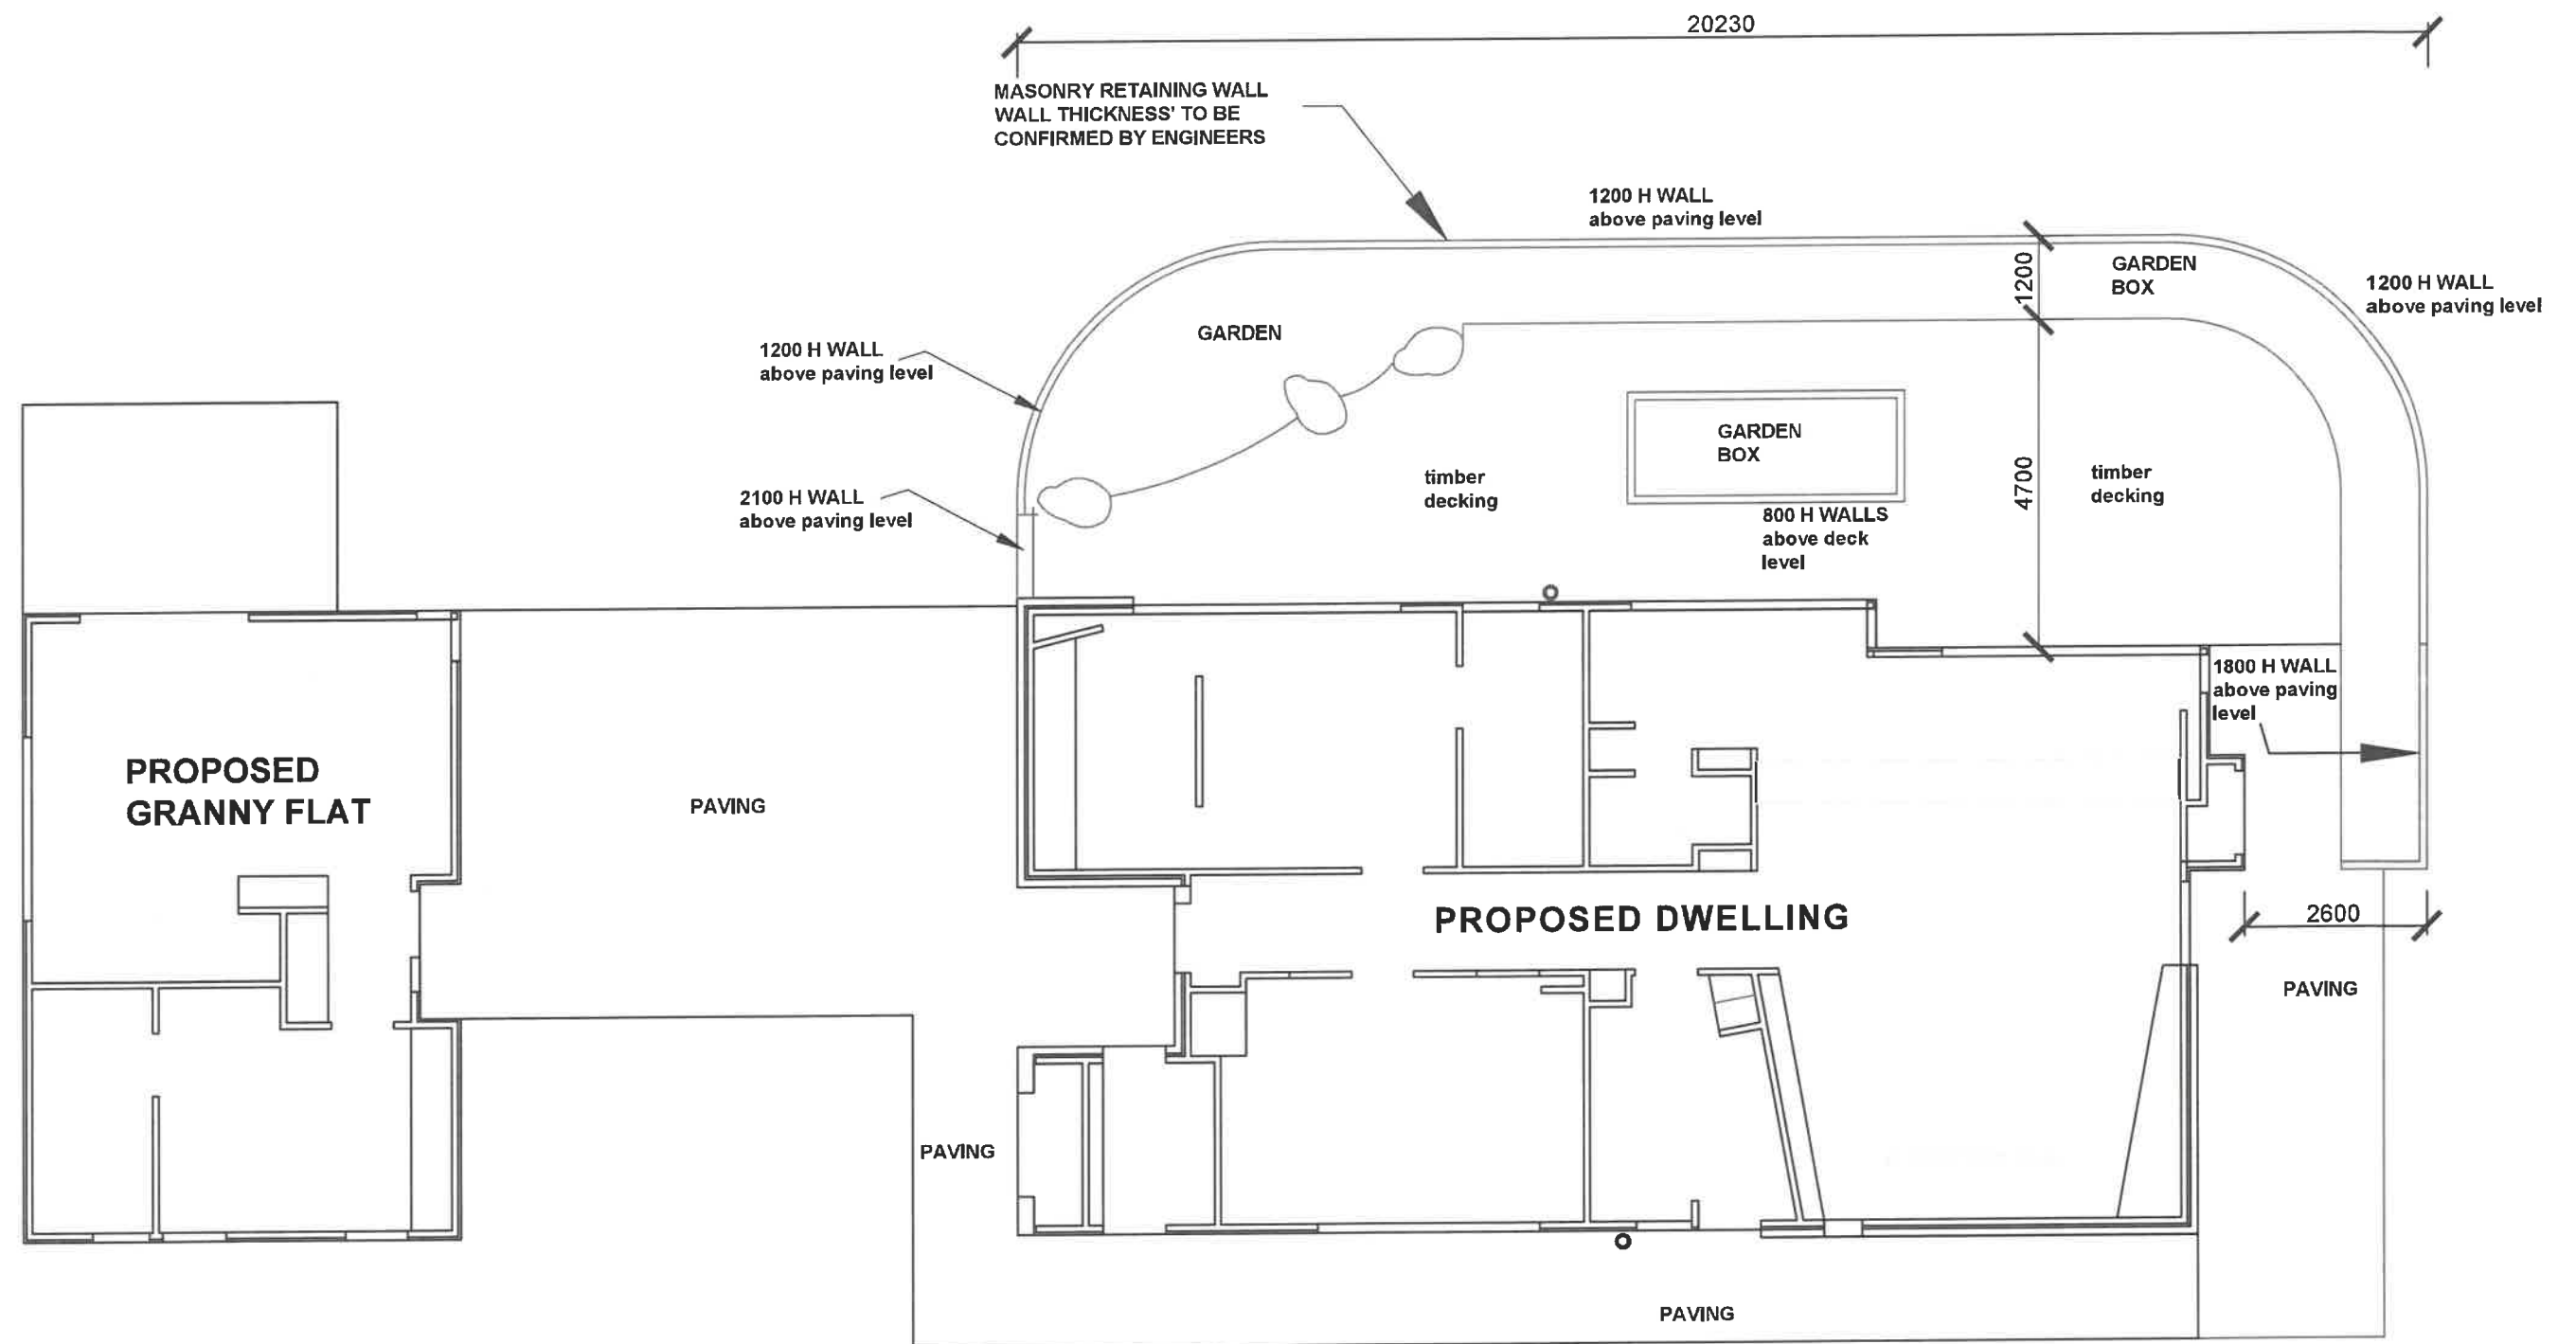 20230
MASONRY RETAINING WALL
WALL THICKNESS' TO BE
CONFIRMED BY ENGINEERS
1200 H WALL
above paving level
1200
GARDEN
BOX
1200 H WALL
above paving level
GARDEN
1200 H WALL
above paving level
GARDEN
BOX
4700
timber
decking
timber
decking
2100 H WALL
above paving level
800 H WALLS
above deck
level
1800 H WALL
above paving
level
PROPOSED
GRANNY FLAT
PAVING
PROPOSED DWELLING
2600
PAVING
PAVING
PAVING